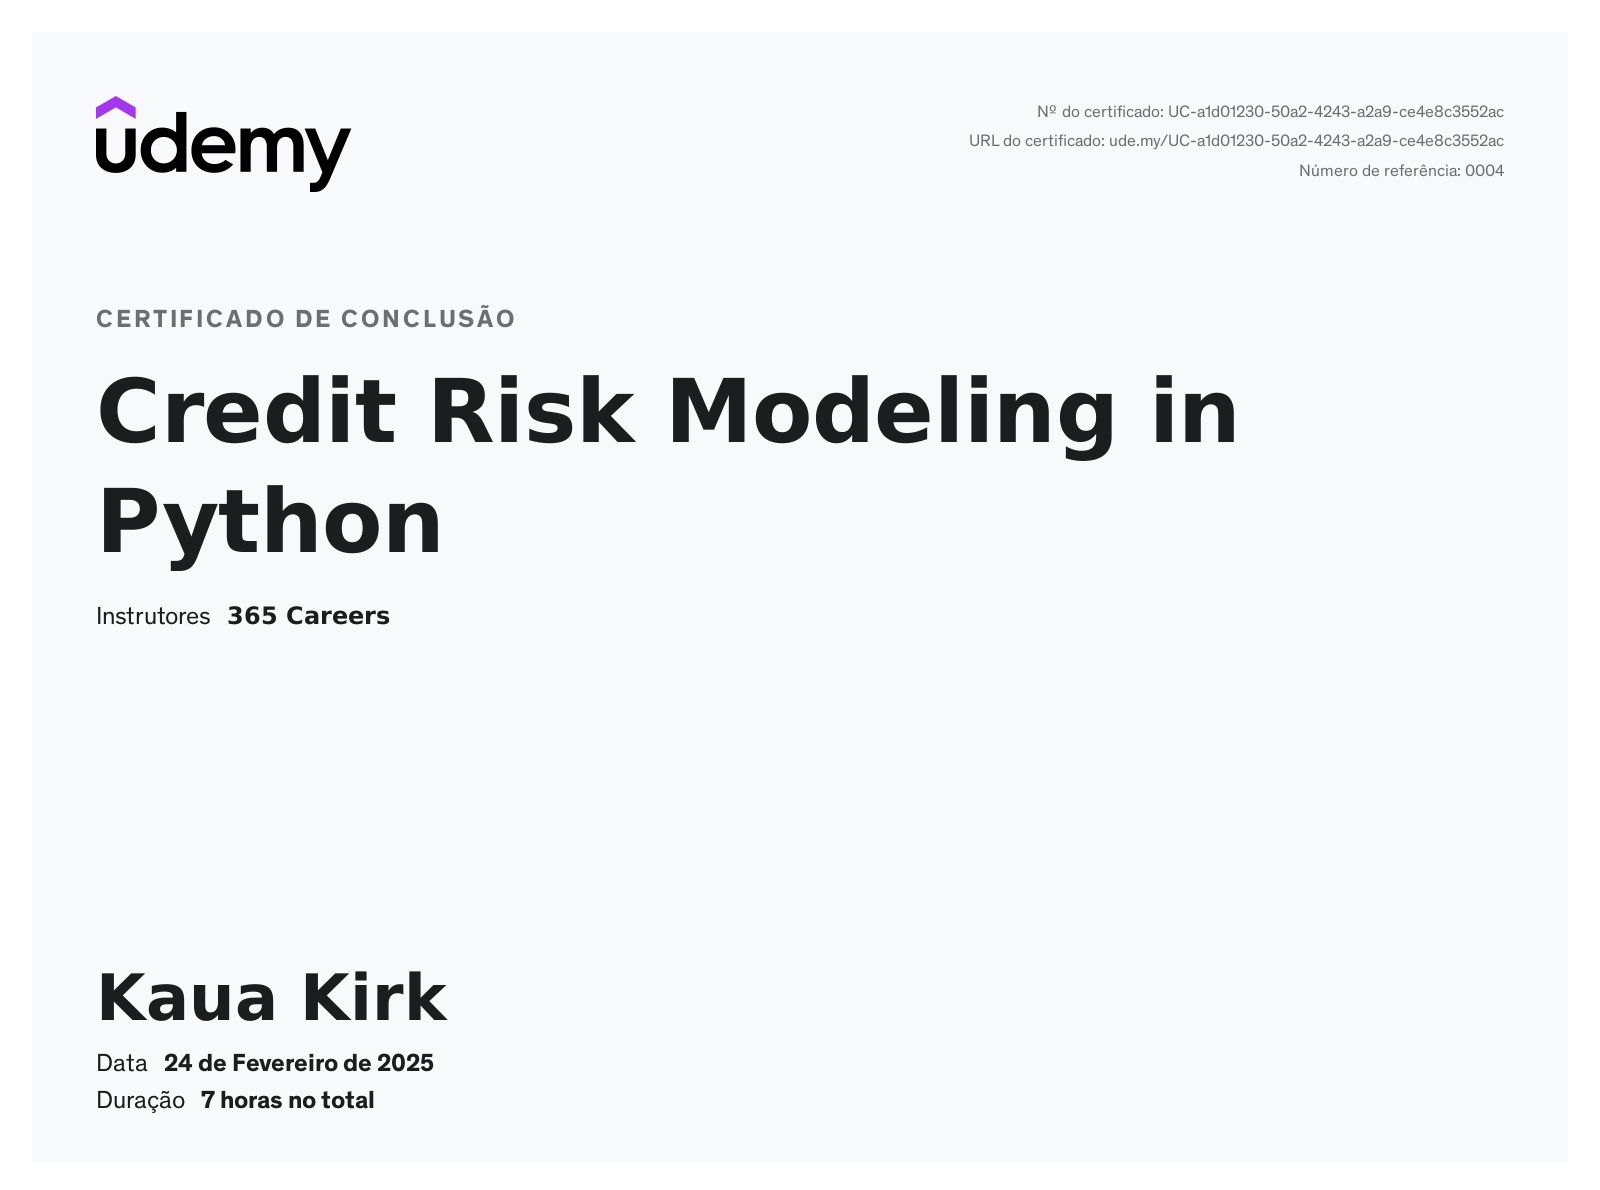 udemy
Nº do certificado: UC-a1d01230-50a2-4243-a2a9-ce4e8c3552ac
URL do certificado: ude.my/UC-a1d01230-50a2-4243-a2a9-ce4e8c3552ac
Número de referência: 0004
CERTIFICADO DE CONCLUSÃO
Credit Risk Modeling in
Python
Instrutores 365 Careers
Kaua Kirk
Data 24 de Fevereiro de 2025
Duração 7 horas no total